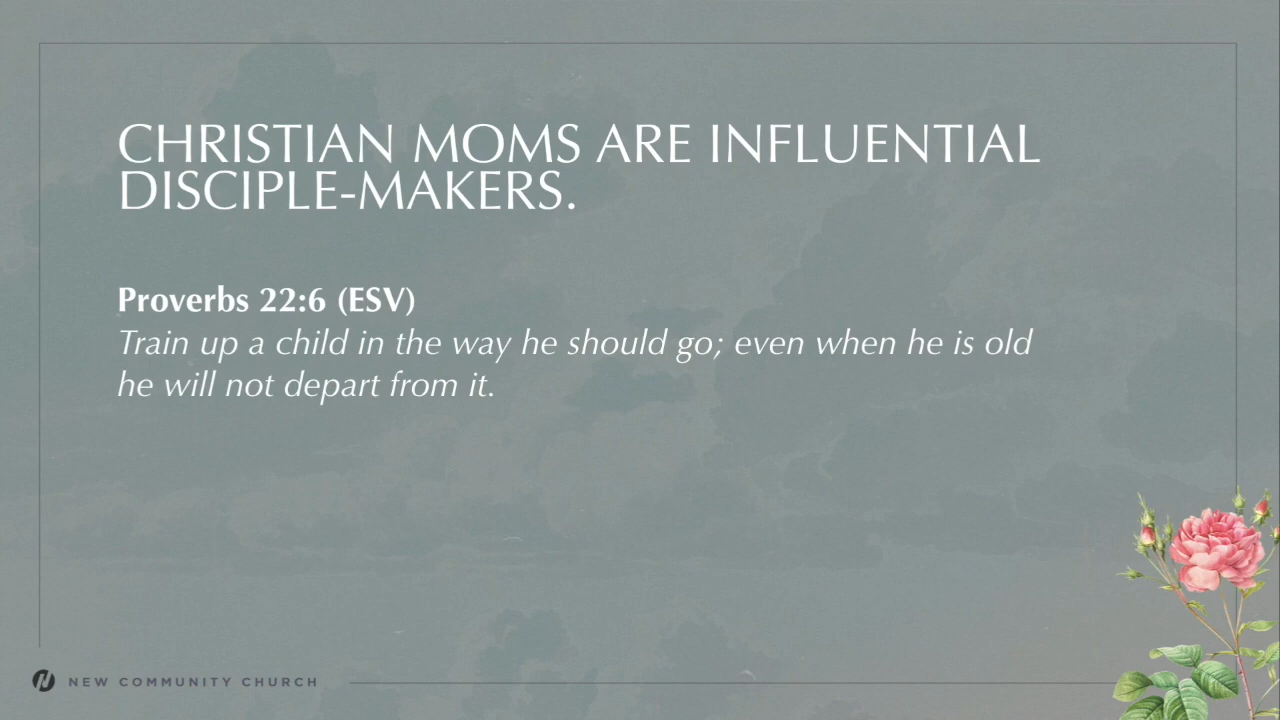 CHRISTIAN MOMS ARE INFLUENTIAL
DISCIPLE-MAKERS.
Proverbs 22:6 (ESV)
Train up a child in the way he should go; even when he is old
he will not depart from it.
NEW COMMUNITY CHURCH